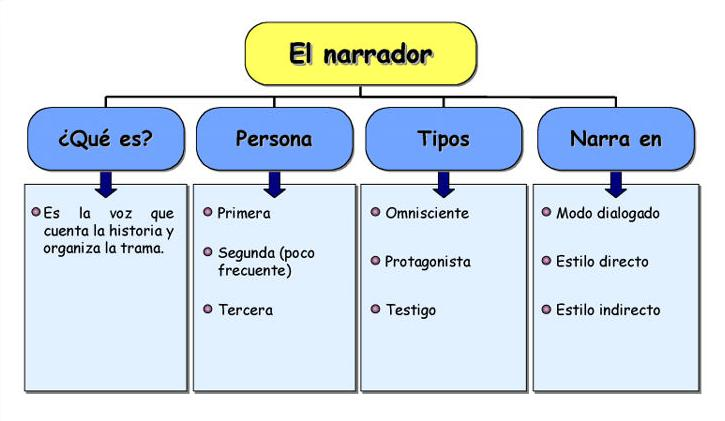 El narrador
¿Qué es?
Persona
Tipos
Narra en
Es la voz que
cuenta la historia y
organiza la trama.
Primera
Segunda (poco
frecuente)
Tercera
Omnisciente
Protagonista
Testigo
Modo dialogado
Estilo directo
Estilo indirecto